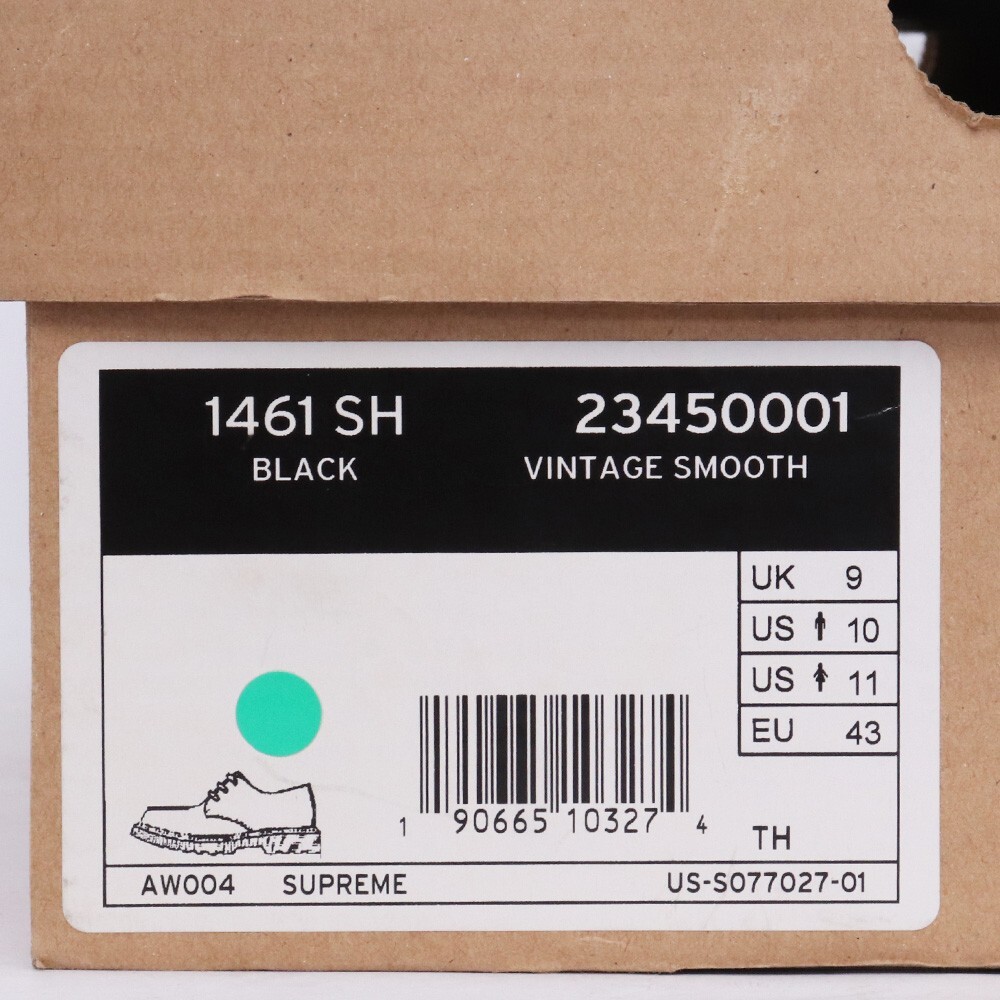 1461 SH 23450001
BLACK VINTAGE SMOOTH
UK 9
US 10
US 11
EU 43
1 90665 10327 4
TH
AW004 SUPREME US-S077027-01